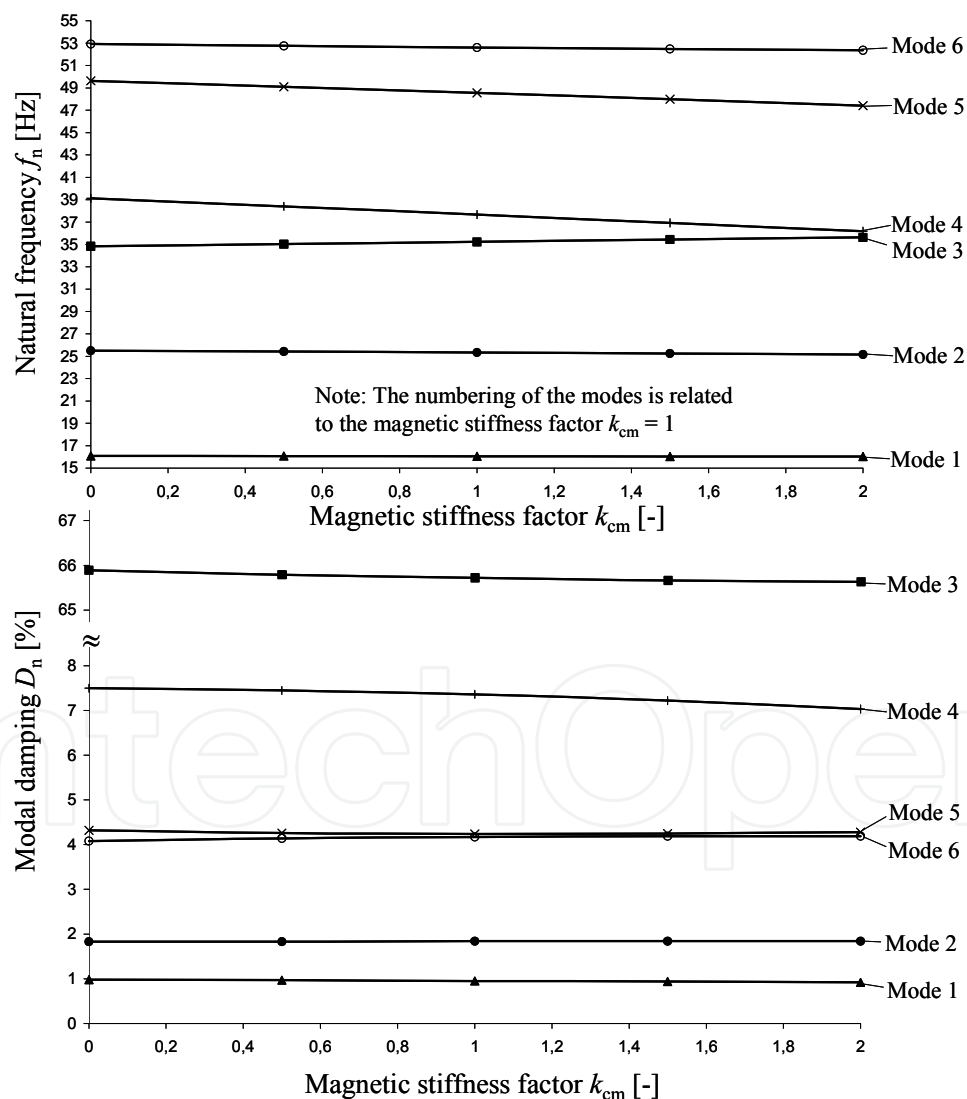 55
53
51
49
47
45
43
41
39
37
35
33
31
29
27
25
23
21
19
17
15
Natural frequency fn [Hz]
Mode 6
Mode 5
Mode 4
Mode 3
Mode 2
Mode 1
Note: The numbering of the modes is related
to the magnetic stiffness factor kcm = 1
0 0,2 0,4 0,6 0,8 1 1,2 1,4 1,6 1,8 2
Magnetic stiffness factor kcm [-]
67
66
65
≈
8
7
6
5
4
3
2
1
0
Modal damping Dn [%]
Mode 3
Mode 4
Mode 5
Mode 6
Mode 2
Mode 1
0 0,2 0,4 0,6 0,8 1 1,2 1,4 1,6 1,8 2
Magnetic stiffness factor kcm [-]
ntechOpe